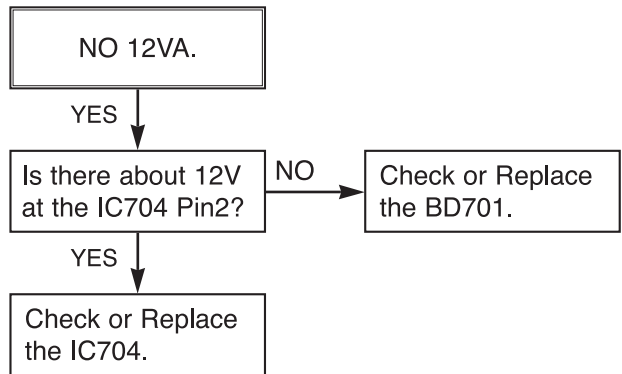 NO 12VA.
YES
Is there about 12V
at the IC704 Pin2?
NO
Check or Replace
the BD701.
YES
Check or Replace
the IC704.